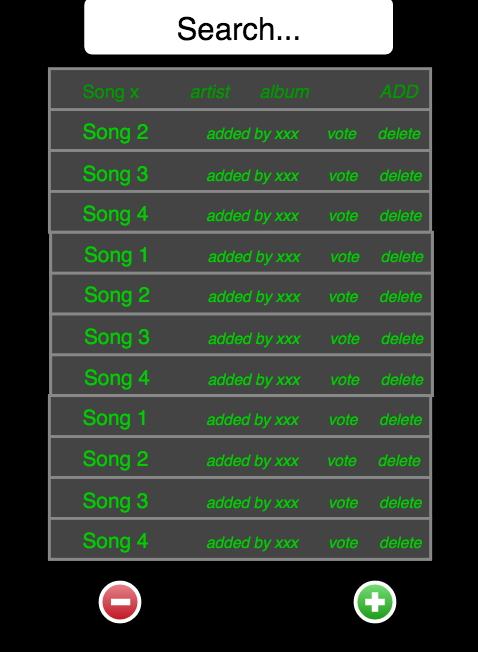 Search...
Song x artist album ADD
Song 2 added by xxx vote delete
Song 3 added by xxx vote delete
Song 4 added by xxx vote delete
Song 1 added by xxx vote delete
Song 2 added by xxx vote delete
Song 3 added by xxx vote delete
Song 4 added by xxx vote delete
Song 1 added by xxx vote delete
Song 2 added by xxx vote delete
Song 3 added by xxx vote delete
Song 4 added by xxx vote delete